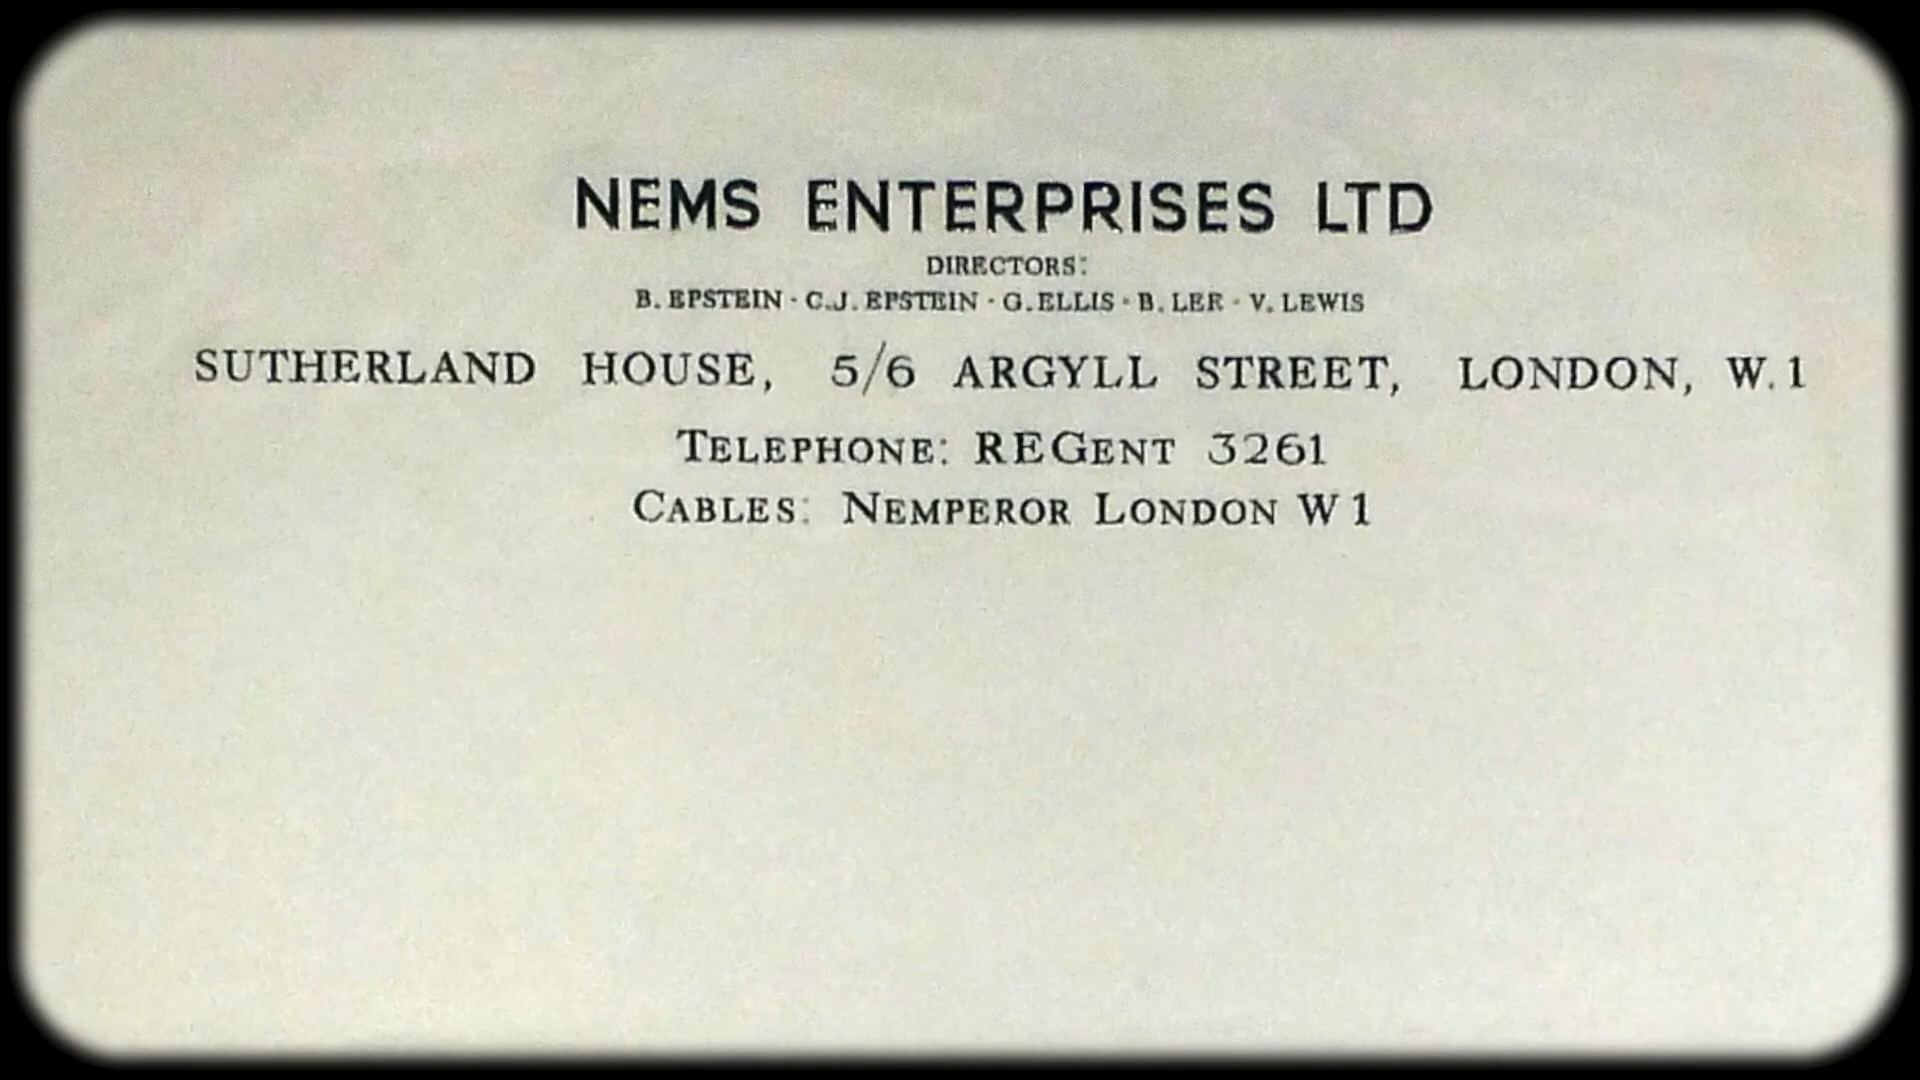 NEMS ENTERPRISES LTD
DIRECTORS:
B. EPSTEIN · C.J. EPSTEIN · G. ELLIS · B. LEE · V. LEWIS
SUTHERLAND HOUSE, 5/6 ARGYLL STREET, LONDON, W.1
TELEPHONE: REGENT 3261
CABLES: NEMPEROR LONDON W 1